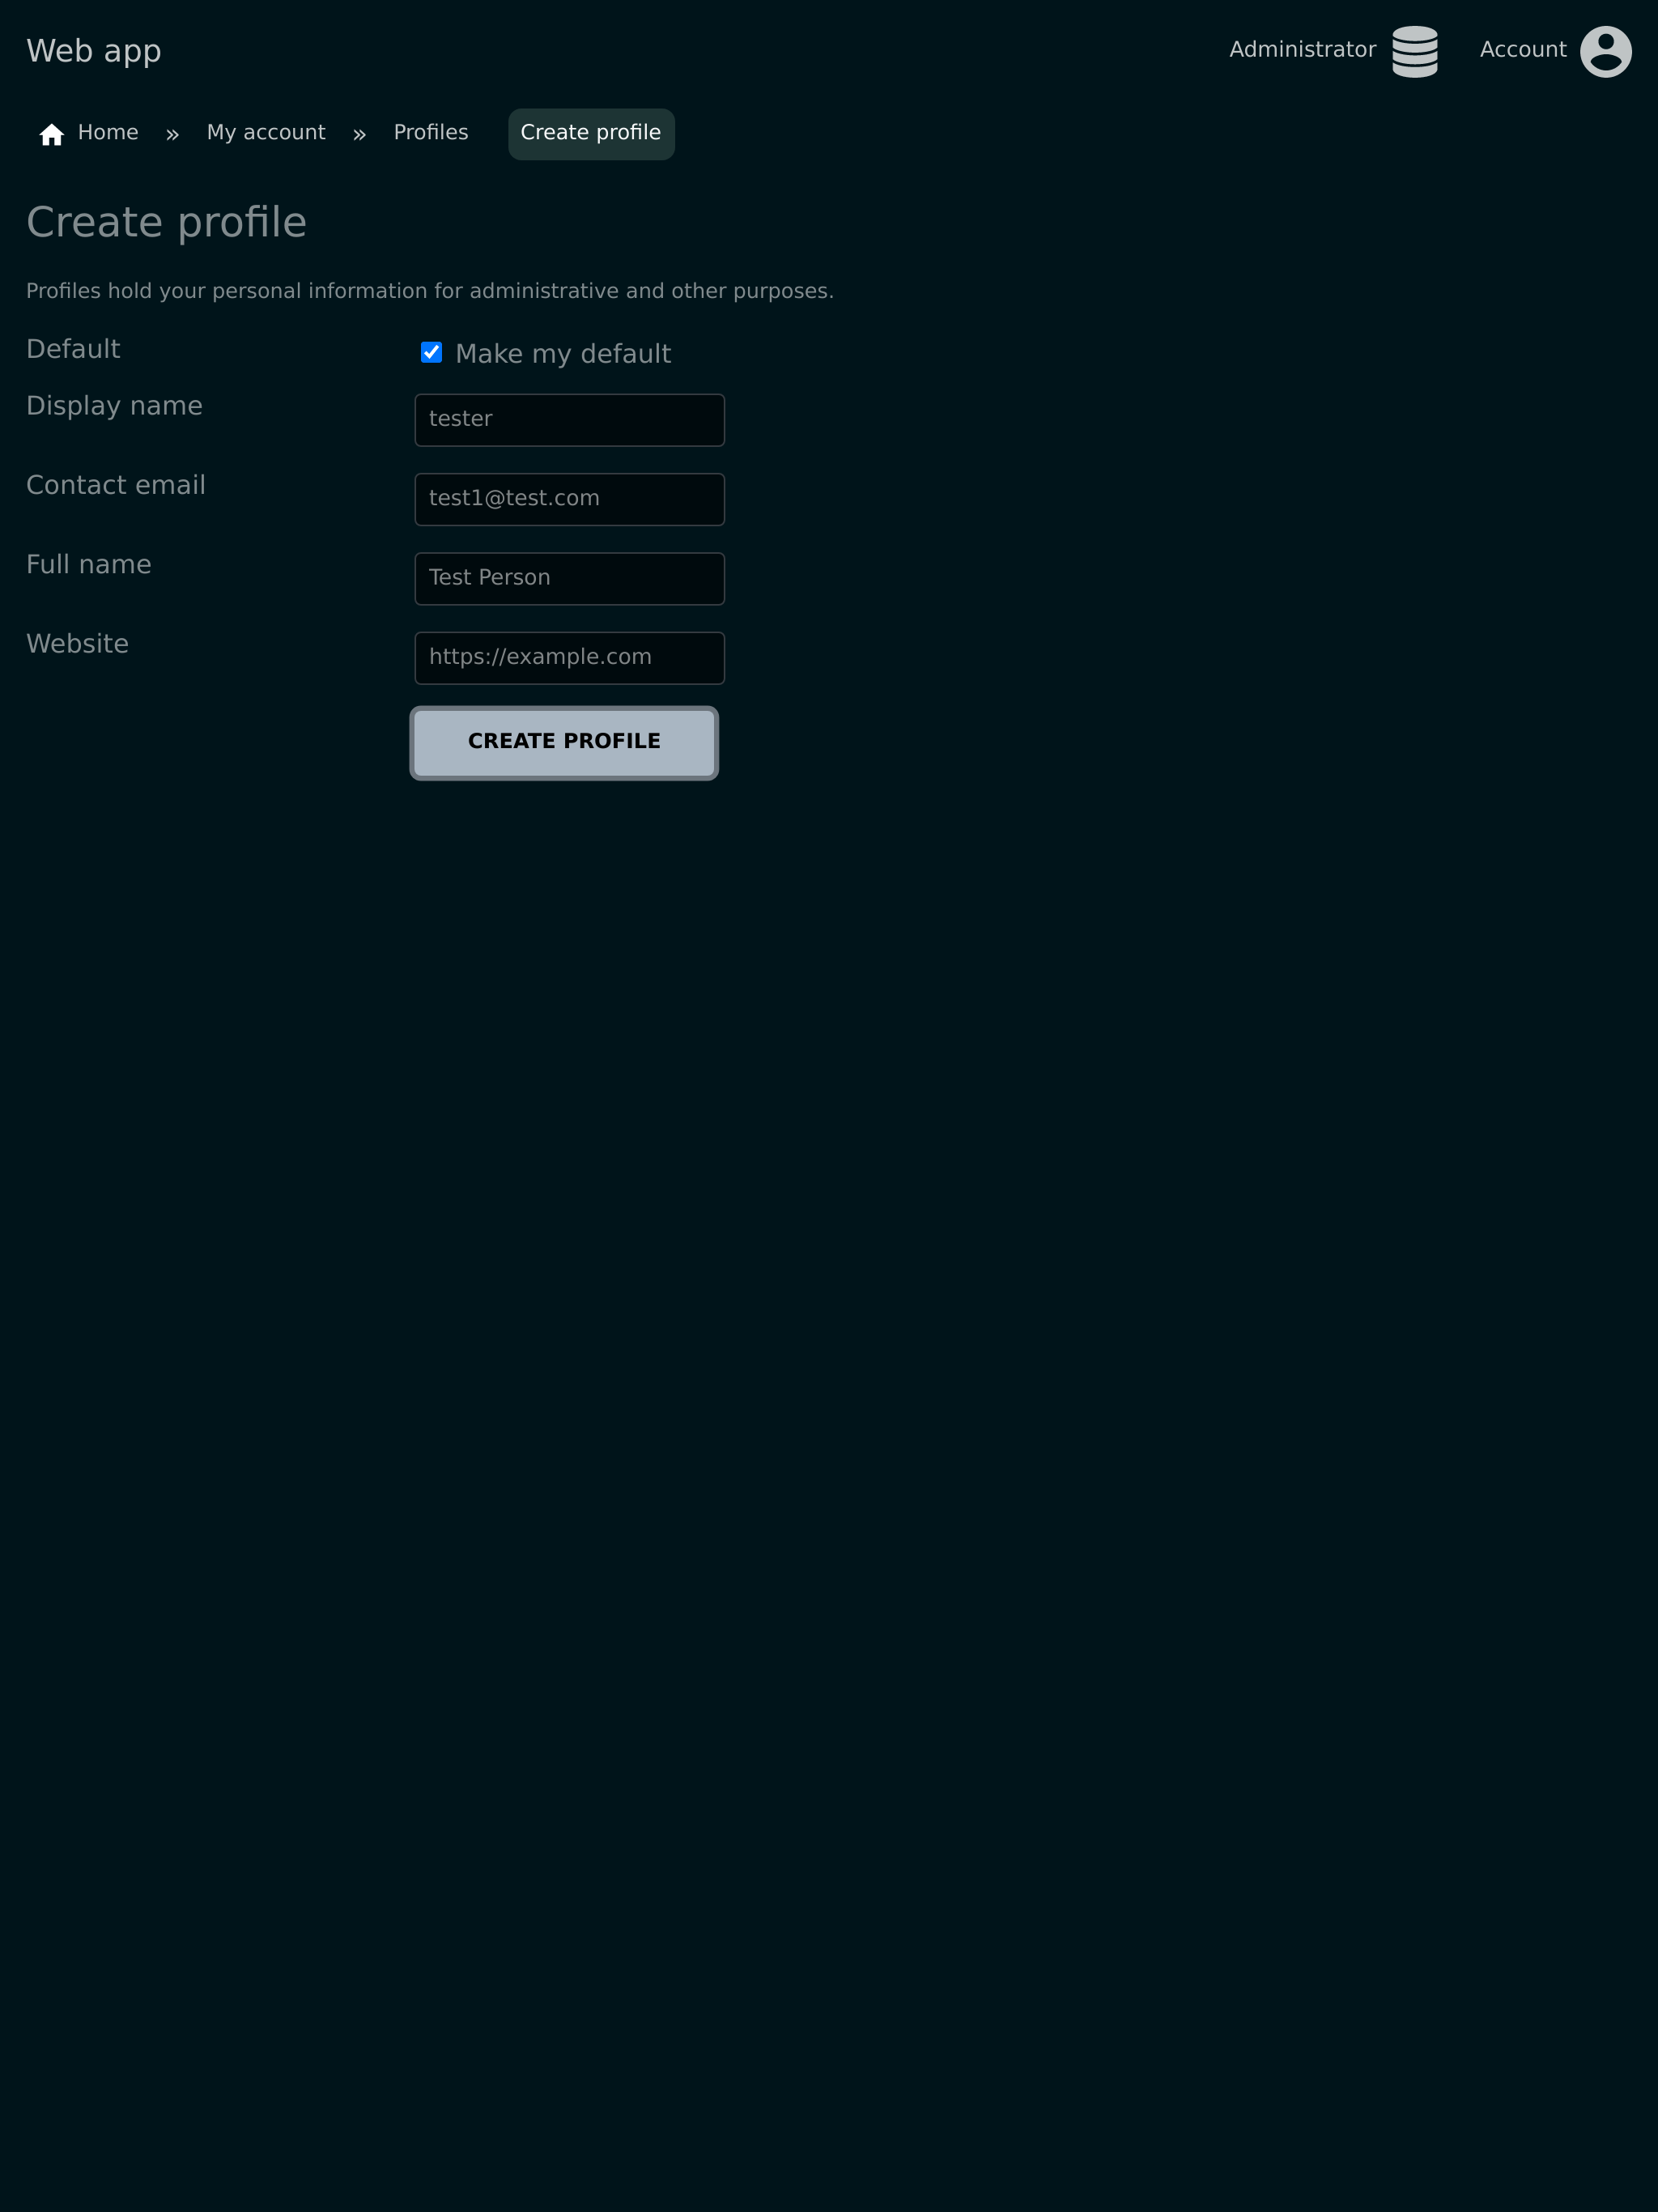 Web app
Administrator
Account
Home » My account » Profiles Create profile
Create profile
Profiles hold your personal information for administrative and other purposes.
Default
Make my default
Display name
tester
Contact email
test1@test.com
Full name
Test Person
Website
https://example.com
CREATE PROFILE